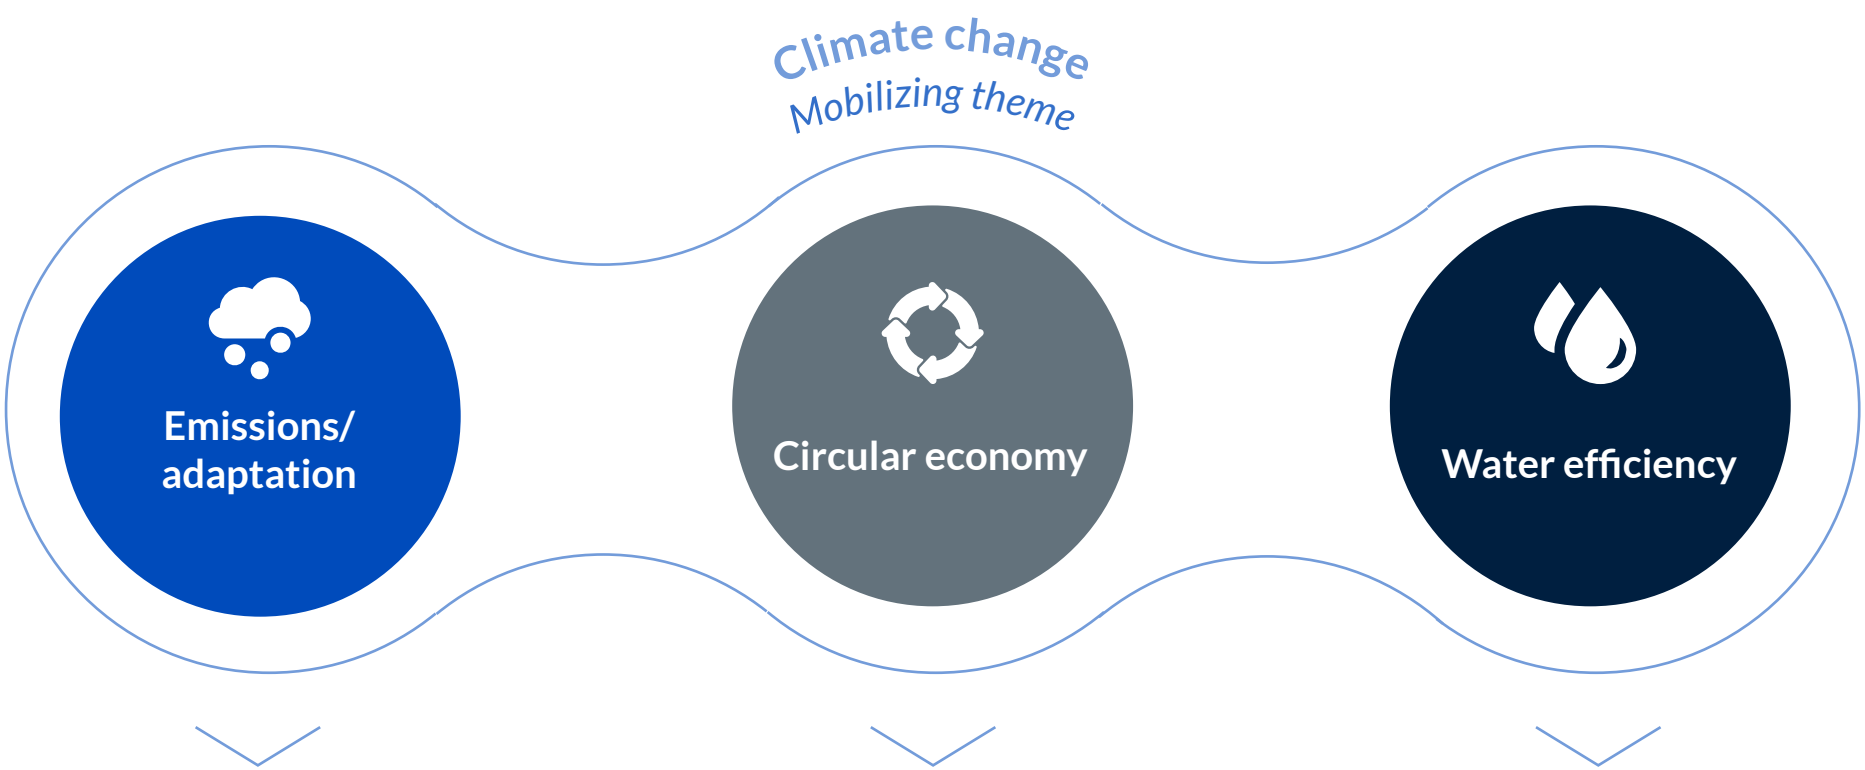 Climate change
Mobilizing theme
Emissions/
adaptation
Circular economy
Water efficiency